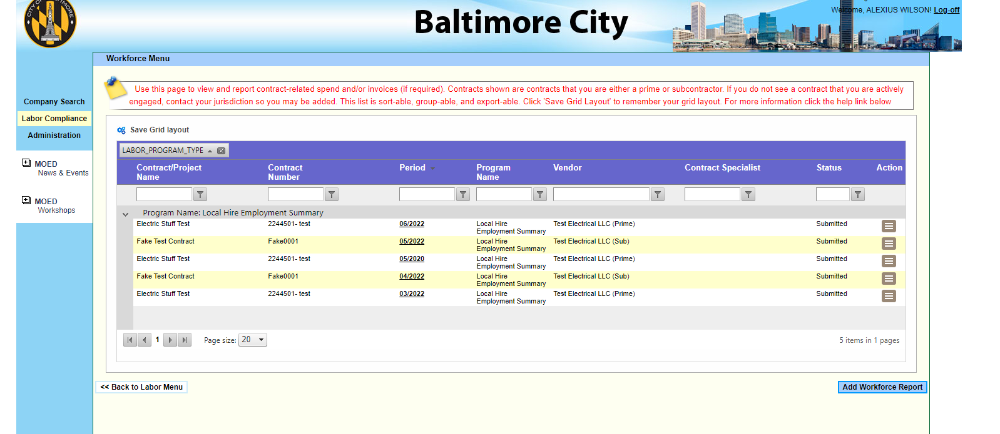 CITY OF BALTIMORE
Baltimore City
Welcome, ALEXIUS WILSON! Log-off
Workforce Menu
Use this page to view and report contract-related spend and/or invoices (if required). Contracts shown are contracts that you are either a prime or subcontractor. If you do not see a contract that you are actively
engaged, contact your jurisdiction so you may be added. This list is sort-able, group-able, and export-able. Click 'Save Grid Layout' to remember your grid layout. For more information click the help link below
Company Search
Labor Compliance
Administration
MOED
News & Events
MOED
Workshops
Save Grid layout
LABOR_PROGRAM_TYPE
Contract/Project Name Contract Number Period Program Name Vendor Contract Specialist Status Action
Program Name: Local Hire Employment Summary
Electric Stuff Test 2244501- test 06/2022 Local Hire Employment Summary Test Electrical LLC (Prime) Submitted
Fake Test Contract Fake0001 05/2022 Local Hire Employment Summary Test Electrical LLC (Sub) Submitted
Electric Stuff Test 2244501- test 05/2020 Local Hire Employment Summary Test Electrical LLC (Prime) Submitted
Fake Test Contract Fake0001 04/2022 Local Hire Employment Summary Test Electrical LLC (Sub) Submitted
Electric Stuff Test 2244501- test 03/2022 Local Hire Employment Summary Test Electrical LLC (Prime) Submitted
1 Page size: 20 5 items in 1 pages
<< Back to Labor Menu Add Workforce Report